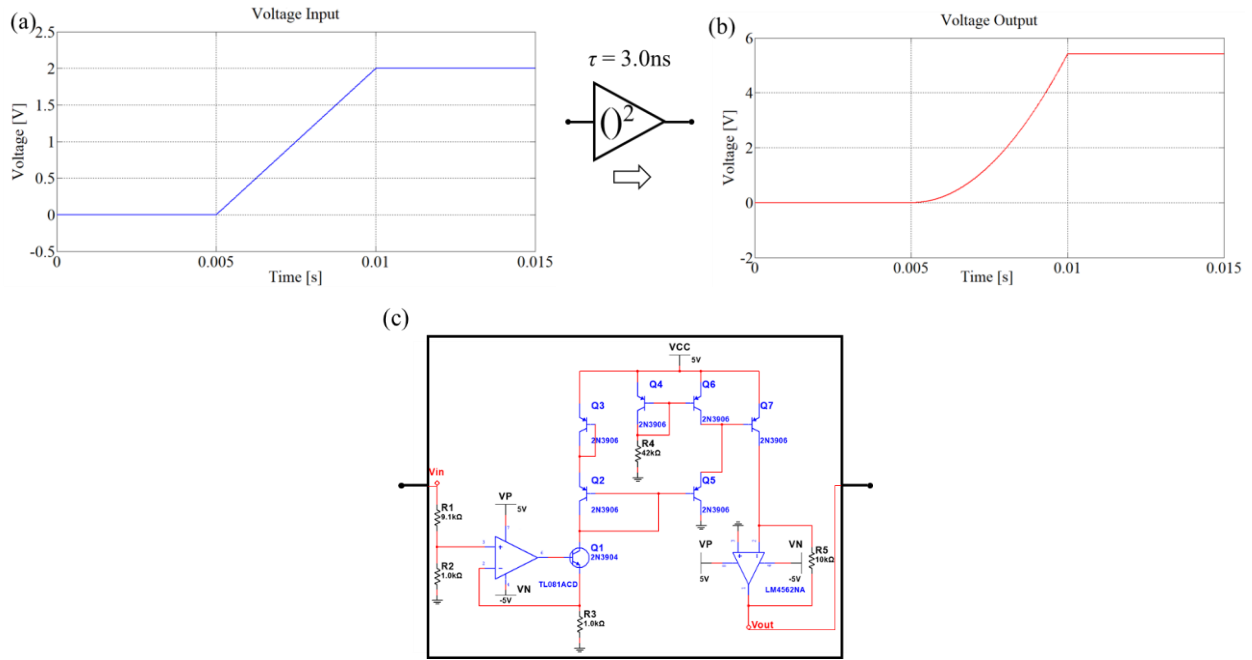 (a)
Voltage Input
2.5
2
1.5
1
0.5
0
-0.5
Voltage [V]
0 0.005 0.01 0.015
Time [s]
τ = 3.0ns
()²
(b)
Voltage Output
6
4
2
0
-2
Voltage [V]
0 0.005 0.01 0.015
Time [s]
(c)
VCC
5V
Q3
2N3906
Q4
2N3906
Q6
2N3906
Q7
2N3906
R4
42kΩ
Vin
R1
9.1kΩ
R2
1.0kΩ
VP
5V
Q2
2N3906
Q5
2N3906
Q1
2N3904
TL081ACD
VN
-5V
R3
1.0kΩ
VP
5V
VN
-5V
R5
10kΩ
LM4562NA
Vout